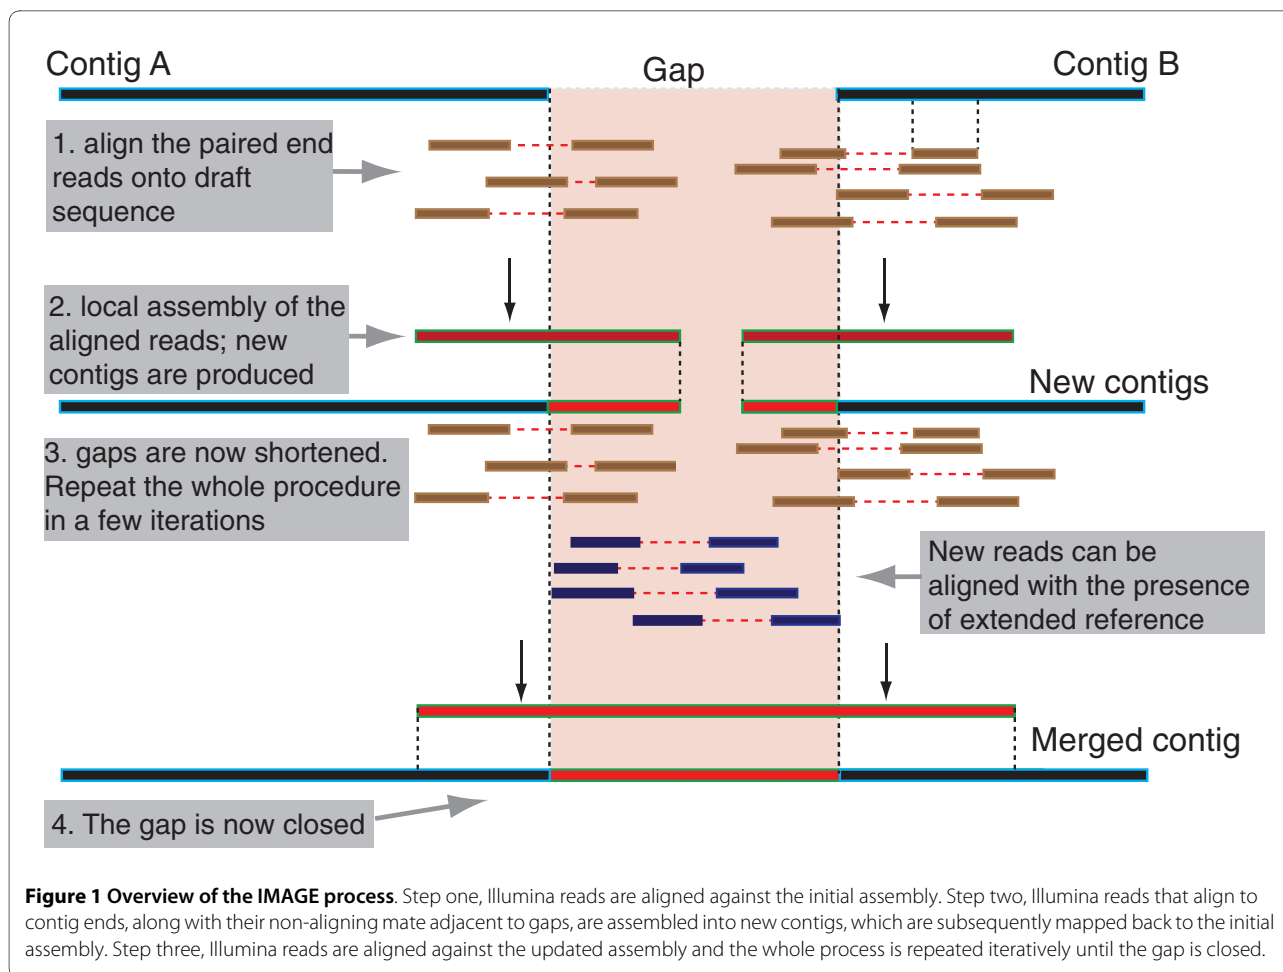 Contig A
Gap
Contig B
1. align the paired end
reads onto draft
sequence
2. local assembly of the
aligned reads; new
contigs are produced
New contigs
3. gaps are now shortened.
Repeat the whole procedure
in a few iterations
New reads can be
aligned with the presence
of extended reference
Merged contig
4. The gap is now closed
Figure 1 Overview of the IMAGE process. Step one, Illumina reads are aligned against the initial assembly. Step two, Illumina reads that align to
contig ends, along with their non-aligning mate adjacent to gaps, are assembled into new contigs, which are subsequently mapped back to the initial
assembly. Step three, Illumina reads are aligned against the updated assembly and the whole process is repeated iteratively until the gap is closed.